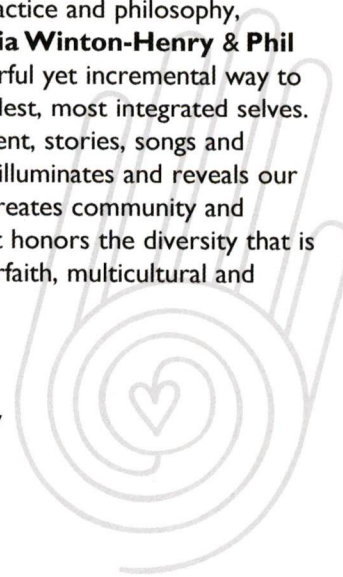 actice and philosophy,
ia Winton-Henry & Phil
rful yet incremental way to
lest, most integrated selves.
ent, stories, songs and
illuminates and reveals our
reates community and
t honors the diversity that is
rfaith, multicultural and